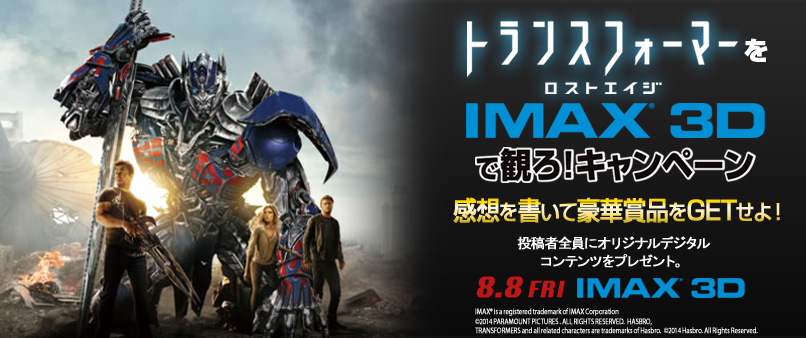 トランスフォーマーを
ロストエイジ
IMAX® 3D
で観ろ!キャンペーン
感想を書いて豪華賞品をGETせよ!
投稿者全員にオリジナルデジタル
コンテンツをプレゼント。
8.8 FRI IMAX® 3D
IMAX® is a registered trademark of IMAX Corporation
©2014 PARAMOUNT PICTURES . ALL RIGHTS RESERVED. HASBRO,
TRANSFORMERS and all related characters are trademarks of Hasbro. ©2014 Hasbro. All Rights Reserved.